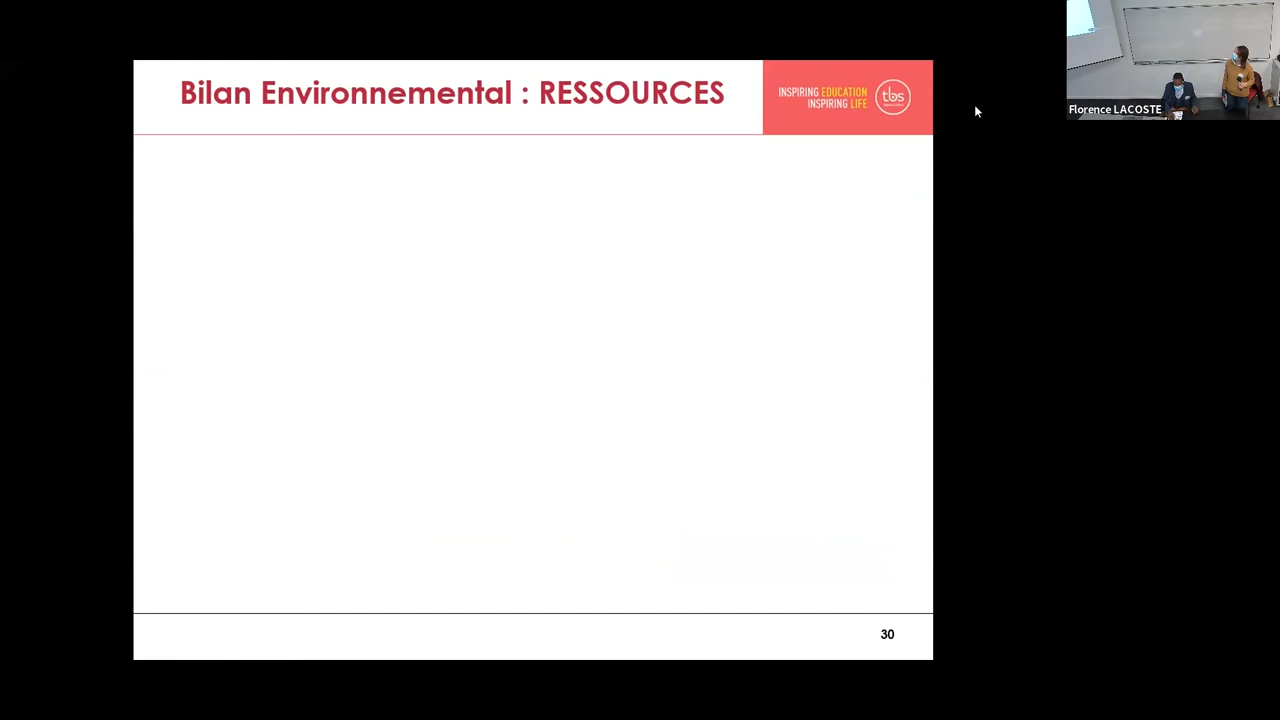 Bilan Environnemental : RESSOURCES
INSPIRING EDUCATION
INSPIRING LIFE
tbs
Florence LACOSTE
30